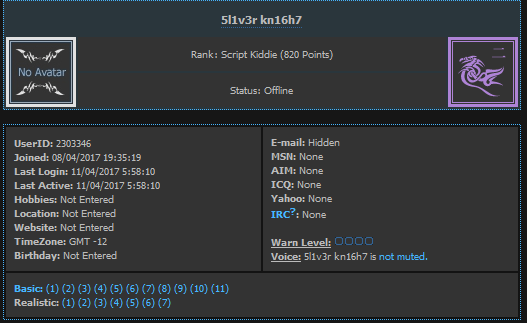 5l1v3r kn16h7
No Avatar
Rank: Script Kiddie (820 Points)
Status: Offline
UserID: 2303346
Joined: 08/04/2017 19:35:19
Last Login: 11/04/2017 5:58:10
Last Active: 11/04/2017 5:58:10
Hobbies: Not Entered
Location: Not Entered
Website: Not Entered
TimeZone: GMT -12
Birthday: Not Entered
E-mail: Hidden
MSN: None
AIM: None
ICQ: None
Yahoo: None
IRC?: None
Warn Level:
Voice: 5l1v3r kn16h7 is not muted.
Basic: (1) (2) (3) (4) (5) (6) (7) (8) (9) (10) (11)
Realistic: (1) (2) (3) (4) (5) (6) (7)